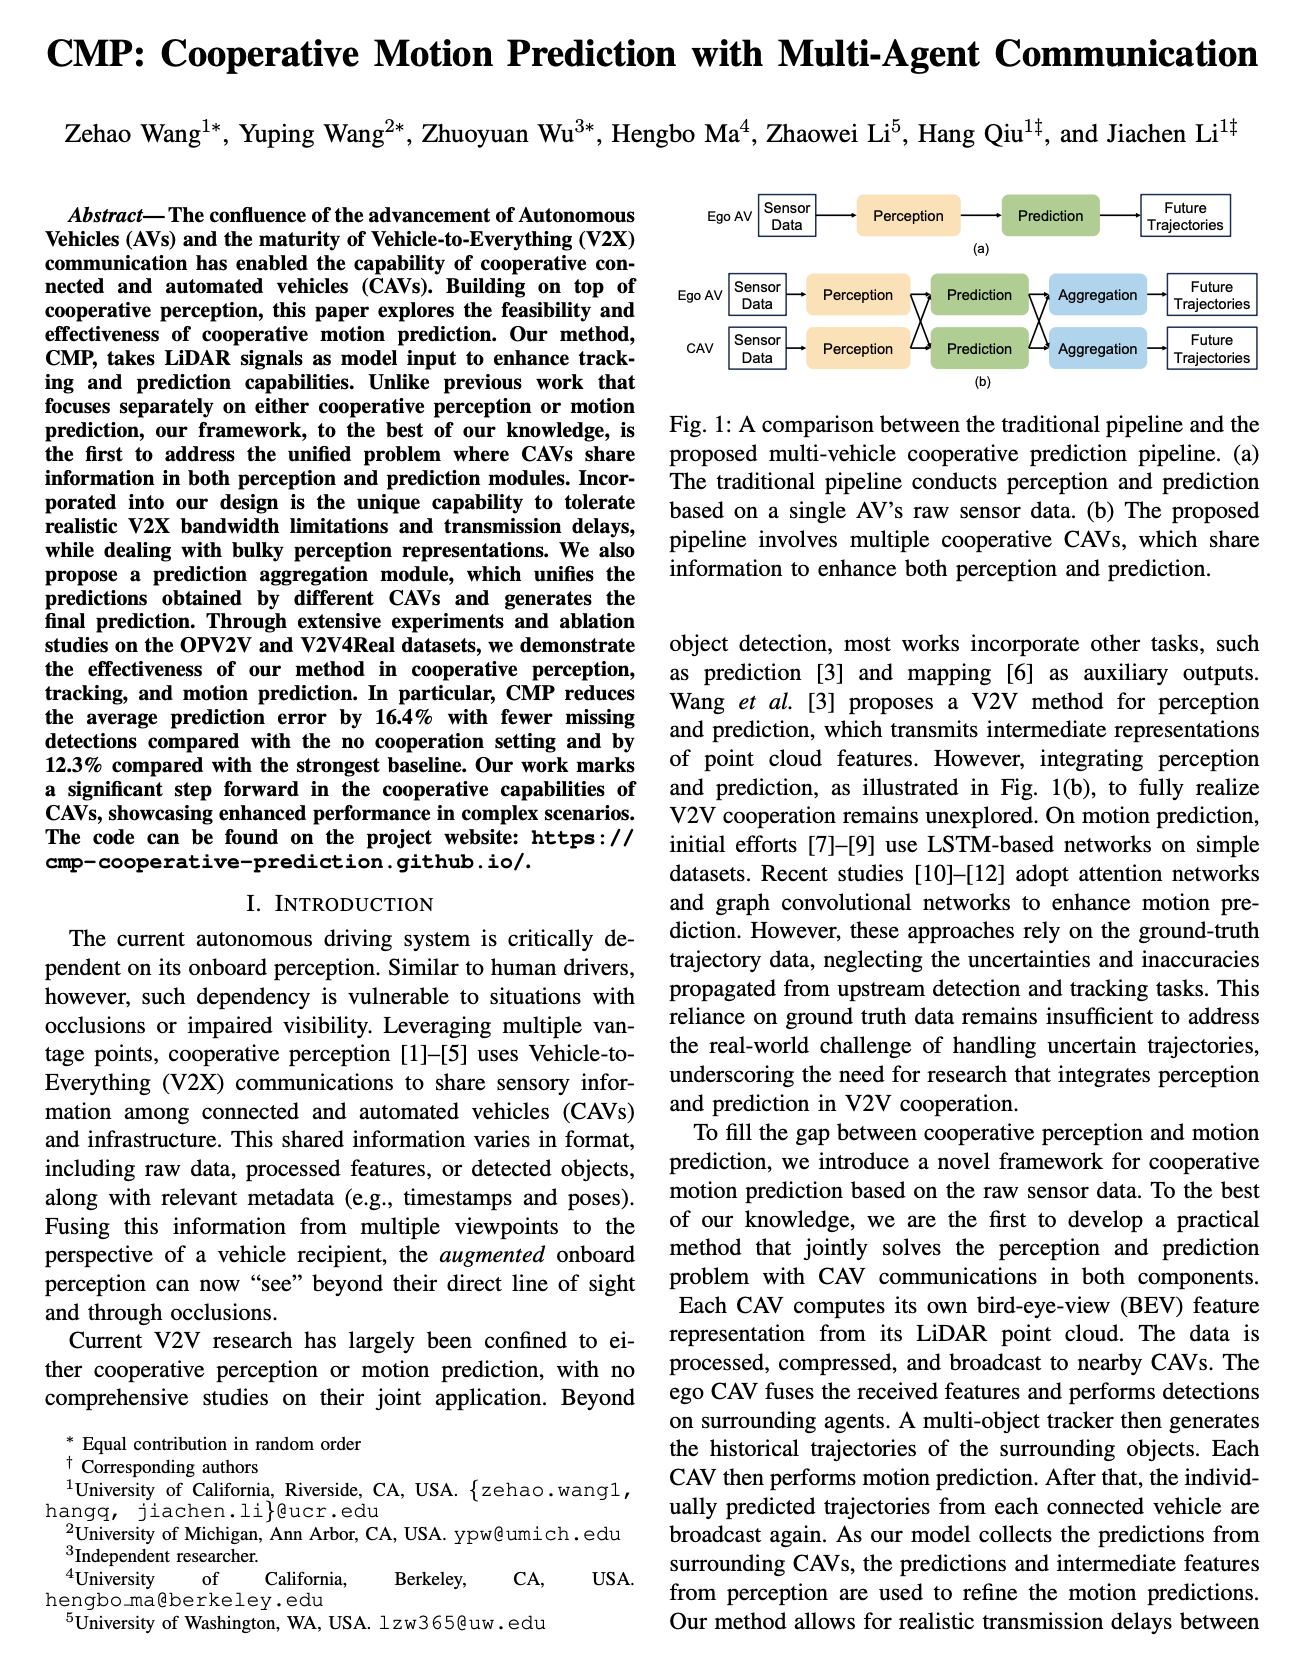 CMP: Cooperative Motion Prediction with Multi-Agent Communication
Zehao Wang1*, Yuping Wang2*, Zhuoyuan Wu3*, Hengbo Ma4, Zhaowei Li5, Hang Qiu1‡, and Jiachen Li1‡
Abstract— The confluence of the advancement of Autonomous
Vehicles (AVs) and the maturity of Vehicle-to-Everything (V2X)
communication has enabled the capability of cooperative con-
nected and automated vehicles (CAVs). Building on top of
cooperative perception, this paper explores the feasibility and
effectiveness of cooperative motion prediction. Our method,
CMP, takes LiDAR signals as model input to enhance track-
ing and prediction capabilities. Unlike previous work that
focuses separately on either cooperative perception or motion
prediction, our framework, to the best of our knowledge, is
the first to address the unified problem where CAVs share
information in both perception and prediction modules. Incor-
porated into our design is the unique capability to tolerate
realistic V2X bandwidth limitations and transmission delays,
while dealing with bulky perception representations. We also
propose a prediction aggregation module, which unifies the
predictions obtained by different CAVs and generates the
final prediction. Through extensive experiments and ablation
studies on the OPV2V and V2V4Real datasets, we demonstrate
the effectiveness of our method in cooperative perception,
tracking, and motion prediction. In particular, CMP reduces
the average prediction error by 16.4% with fewer missing
detections compared with the no cooperation setting and by
12.3% compared with the strongest baseline. Our work marks
a significant step forward in the cooperative capabilities of
CAVs, showcasing enhanced performance in complex scenarios.
The code can be found on the project website: https://
cmp-cooperative-prediction.github.io/.
I. INTRODUCTION
The current autonomous driving system is critically de-
pendent on its onboard perception. Similar to human drivers,
however, such dependency is vulnerable to situations with
occlusions or impaired visibility. Leveraging multiple van-
tage points, cooperative perception [1]–[5] uses Vehicle-to-
Everything (V2X) communications to share sensory infor-
mation among connected and automated vehicles (CAVs)
and infrastructure. This shared information varies in format,
including raw data, processed features, or detected objects,
along with relevant metadata (e.g., timestamps and poses).
Fusing this information from multiple viewpoints to the
perspective of a vehicle recipient, the augmented onboard
perception can now “see” beyond their direct line of sight
and through occlusions.
Current V2V research has largely been confined to ei-
ther cooperative perception or motion prediction, with no
comprehensive studies on their joint application. Beyond
* Equal contribution in random order
† Corresponding authors
1University of California, Riverside, CA, USA. {zehao.wang1,
hangq, jiachen.li}@ucr.edu
2University of Michigan, Ann Arbor, CA, USA. ypw@umich.edu
3Independent researcher.
4University of California, Berkeley, CA, USA.
hengbo_ma@berkeley.edu
5University of Washington, WA, USA. lzw365@uw.edu
Ego AV
Sensor
Data
Perception
Prediction
Future
Trajectories
(a)
Ego AV
Sensor
Data
Perception
Prediction
Aggregation
Future
Trajectories
CAV
Sensor
Data
Perception
Prediction
Aggregation
Future
Trajectories
(b)
Fig. 1: A comparison between the traditional pipeline and the
proposed multi-vehicle cooperative prediction pipeline. (a)
The traditional pipeline conducts perception and prediction
based on a single AV’s raw sensor data. (b) The proposed
pipeline involves multiple cooperative CAVs, which share
information to enhance both perception and prediction.
object detection, most works incorporate other tasks, such
as prediction [3] and mapping [6] as auxiliary outputs.
Wang et al. [3] proposes a V2V method for perception
and prediction, which transmits intermediate representations
of point cloud features. However, integrating perception
and prediction, as illustrated in Fig. 1(b), to fully realize
V2V cooperation remains unexplored. On motion prediction,
initial efforts [7]–[9] use LSTM-based networks on simple
datasets. Recent studies [10]–[12] adopt attention networks
and graph convolutional networks to enhance motion pre-
diction. However, these approaches rely on the ground-truth
trajectory data, neglecting the uncertainties and inaccuracies
propagated from upstream detection and tracking tasks. This
reliance on ground truth data remains insufficient to address
the real-world challenge of handling uncertain trajectories,
underscoring the need for research that integrates perception
and prediction in V2V cooperation.
To fill the gap between cooperative perception and motion
prediction, we introduce a novel framework for cooperative
motion prediction based on the raw sensor data. To the best
of our knowledge, we are the first to develop a practical
method that jointly solves the perception and prediction
problem with CAV communications in both components.
Each CAV computes its own bird-eye-view (BEV) feature
representation from its LiDAR point cloud. The data is
processed, compressed, and broadcast to nearby CAVs. The
ego CAV fuses the received features and performs detections
on surrounding agents. A multi-object tracker then generates
the historical trajectories of the surrounding objects. Each
CAV then performs motion prediction. After that, the individ-
ually predicted trajectories from each connected vehicle are
broadcast again. As our model collects the predictions from
surrounding CAVs, the predictions and intermediate features
from perception are used to refine the motion predictions.
Our method allows for realistic transmission delays between